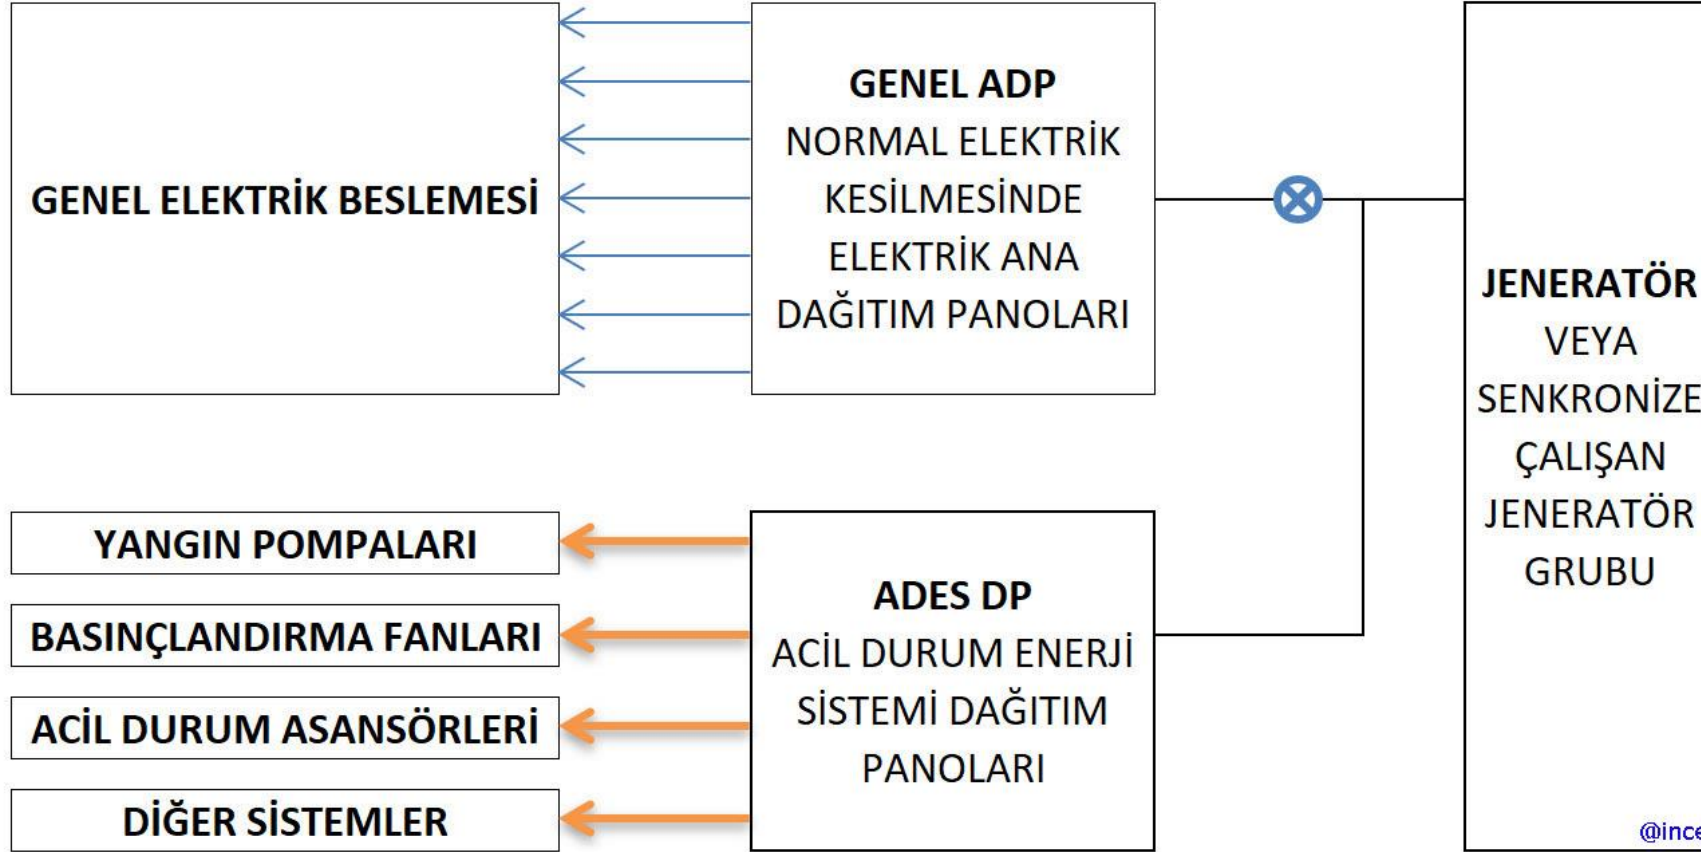 GENEL ELEKTRİK BESLEMESİ
GENEL ADP
NORMAL ELEKTRİK
KESİLMESİNDE
ELEKTRİK ANA
DAĞITIM PANOLARI
JENERATÖR
VEYA
SENKRONİZE
ÇALIŞAN
JENERATÖR
GRUBU
YANGIN POMPALARI
BASINÇLANDIRMA FANLARI
ACİL DURUM ASANSÖRLERİ
DİĞER SİSTEMLER
ADES DP
ACİL DURUM ENERJİ
SİSTEMİ DAĞITIM
PANOLARI
@ince